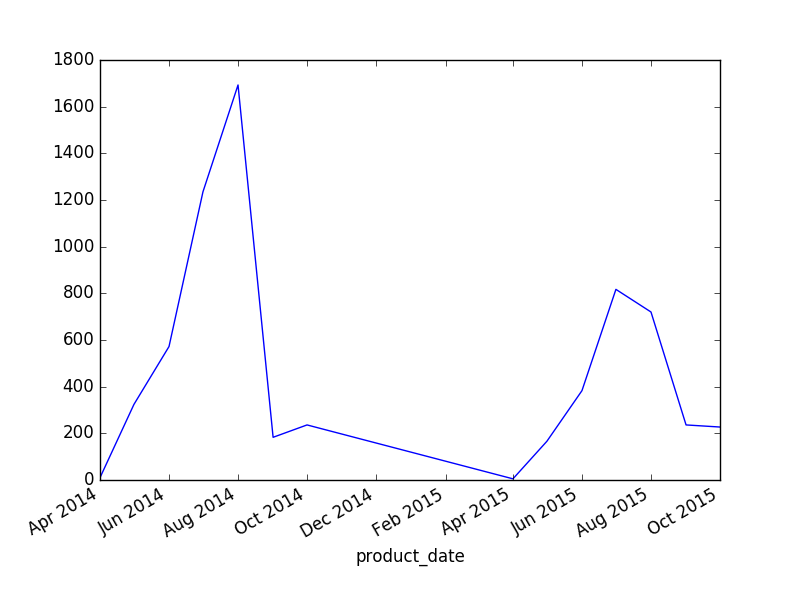 1800
1600
1400
1200
1000
800
600
400
200
0
Apr 2014
Jun 2014
Aug 2014
Oct 2014
Dec 2014
Feb 2015
Apr 2015
Jun 2015
Aug 2015
Oct 2015
product_date